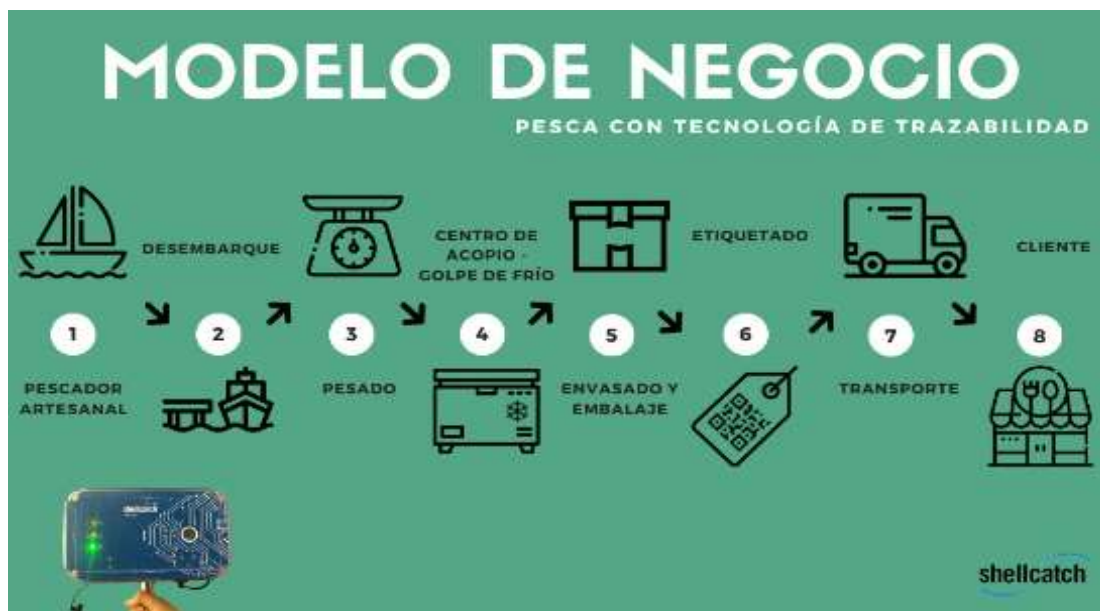 MODELO DE NEGOCIO
PESCA CON TECNOLOGÍA DE TRAZABILIDAD
1
PESCADOR
ARTESANAL
DESEMBARQUE
2
3
PESADO
CENTRO DE
ACOPIO -
GOLPE DE FRÍO
4
5
ENVASADO Y
EMBALAJE
ETIQUETADO
6
7
TRANSPORTE
CLIENTE
8
shellcatch